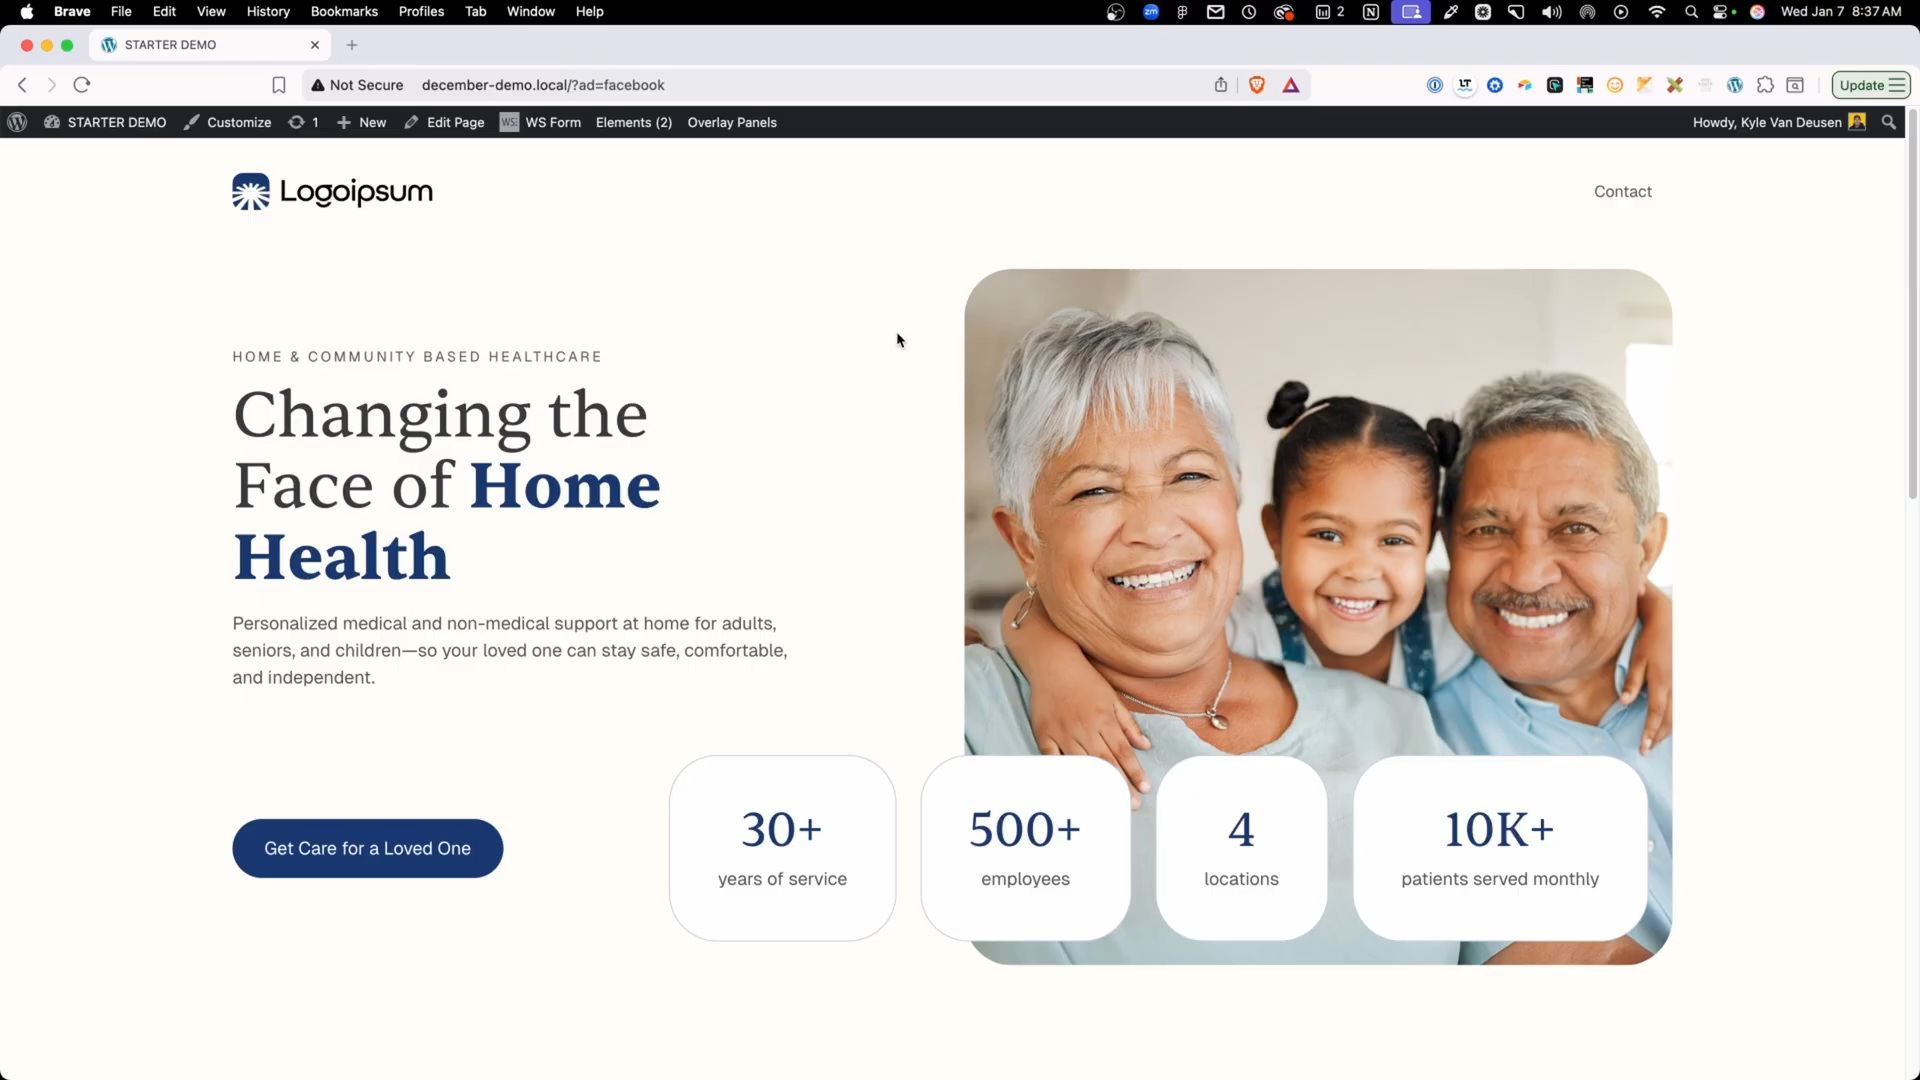 Brave File Edit View History Bookmarks Profiles Tab Window Help
2
Wed Jan 7 8:37 AM
STARTER DEMO
Not Secure december-demo.local/?ad=facebook
Update
STARTER DEMO Customize 1 New Edit Page WS Form Elements (2) Overlay Panels
Howdy, Kyle Van Deusen
Logoipsum
Contact
HOME & COMMUNITY BASED HEALTHCARE
Changing the
Face of Home
Health
Personalized medical and non-medical support at home for adults,
seniors, and children—so your loved one can stay safe, comfortable,
and independent.
Get Care for a Loved One
30+
years of service
500+
employees
4
locations
10K+
patients served monthly